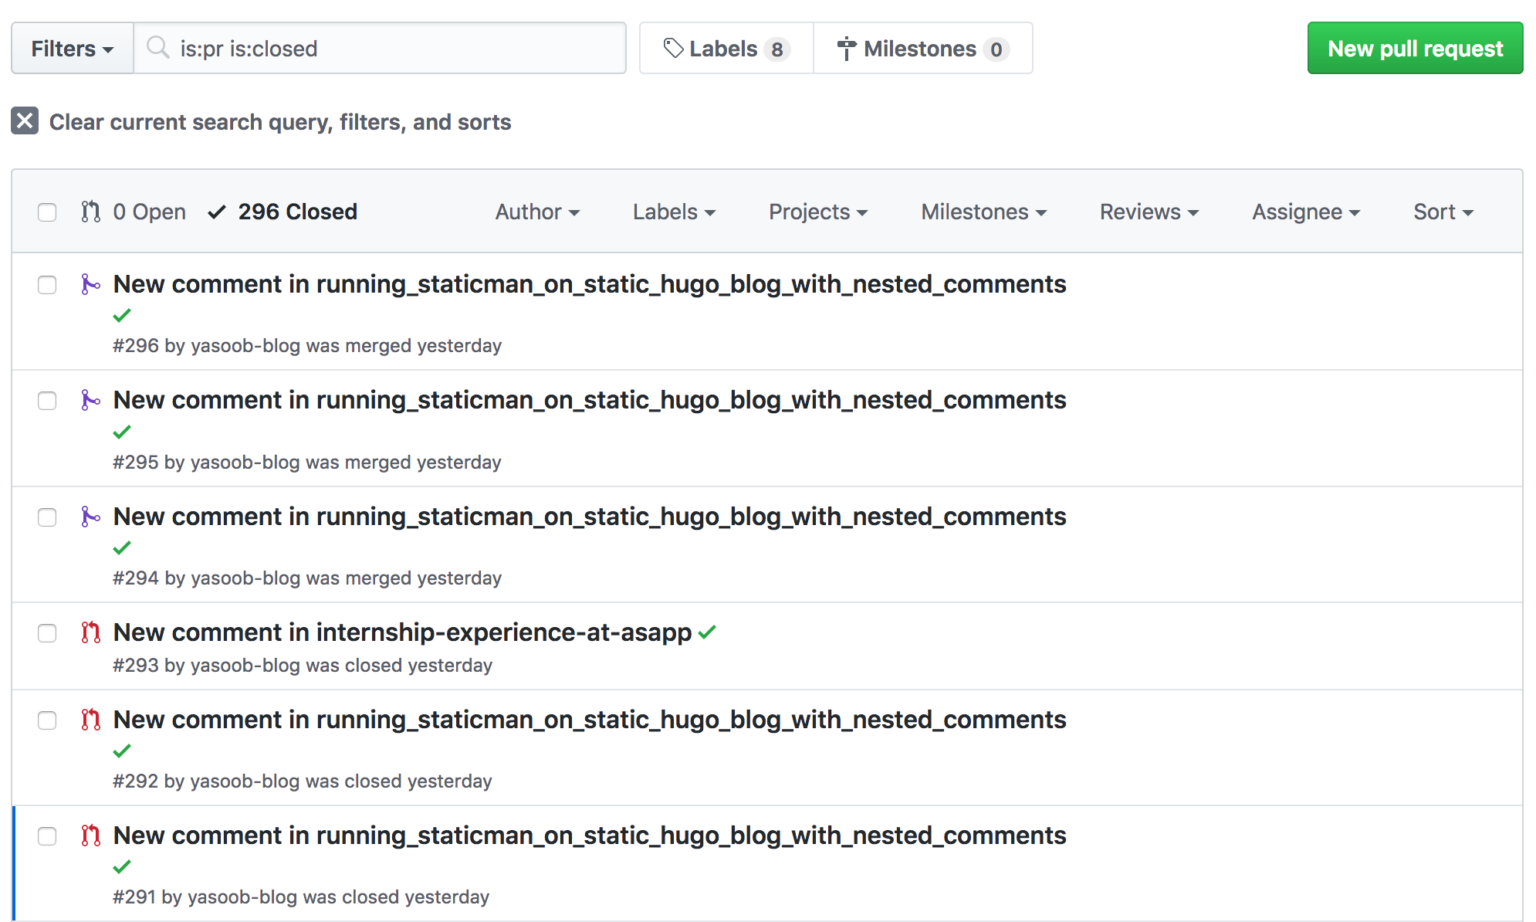 Filters is:pr is:closed Labels 8 Milestones 0 New pull request
Clear current search query, filters, and sorts
0 Open 296 Closed Author Labels Projects Milestones Reviews Assignee Sort
New comment in running_staticman_on_static_hugo_blog_with_nested_comments
#296 by yasoob-blog was merged yesterday
New comment in running_staticman_on_static_hugo_blog_with_nested_comments
#295 by yasoob-blog was merged yesterday
New comment in running_staticman_on_static_hugo_blog_with_nested_comments
#294 by yasoob-blog was merged yesterday
New comment in internship-experience-at-asapp
#293 by yasoob-blog was closed yesterday
New comment in running_staticman_on_static_hugo_blog_with_nested_comments
#292 by yasoob-blog was closed yesterday
New comment in running_staticman_on_static_hugo_blog_with_nested_comments
#291 by yasoob-blog was closed yesterday